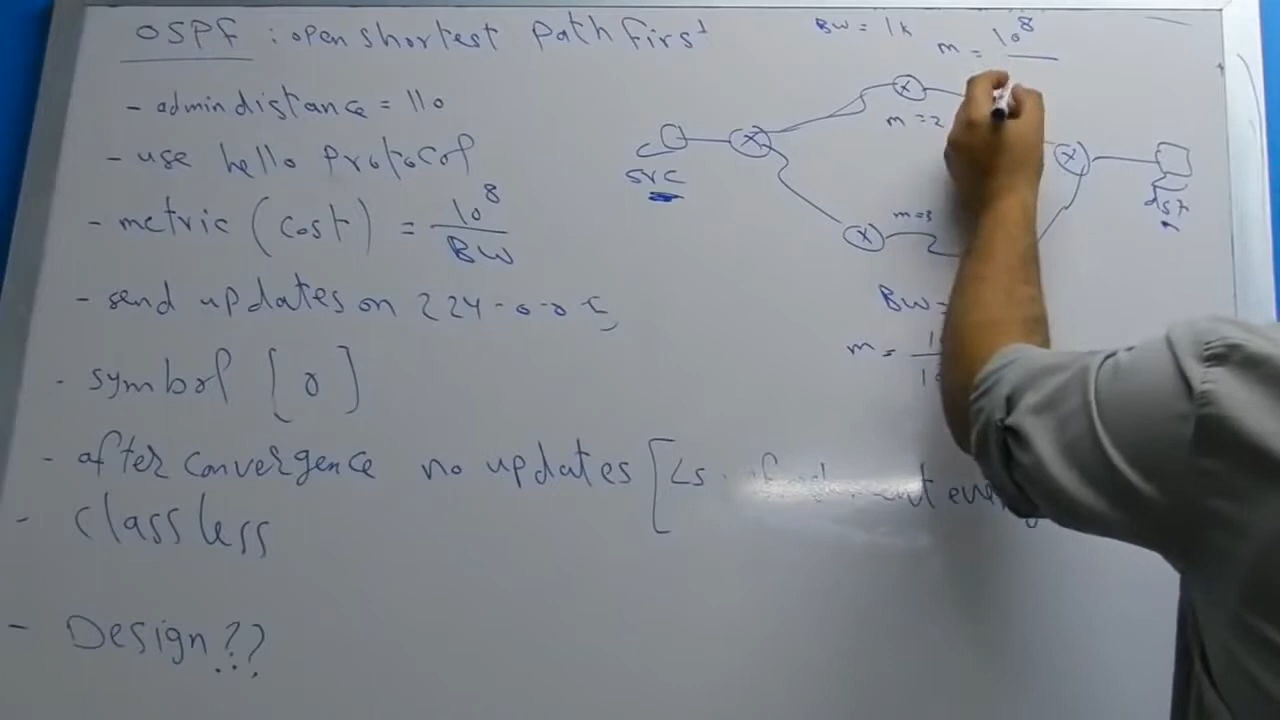 OSPF : open shortest Path First
- admin distance = 110
- use hello Protocol
- metric (cost) = 10^8 / BW
- send updates on 224.0.0.5
- symbol [O]
- after convergence no updates [LS
- classless
- Design ??
BW = 1k
m = 10^8
m = 2
src
dst
m = 3
BW =
m =